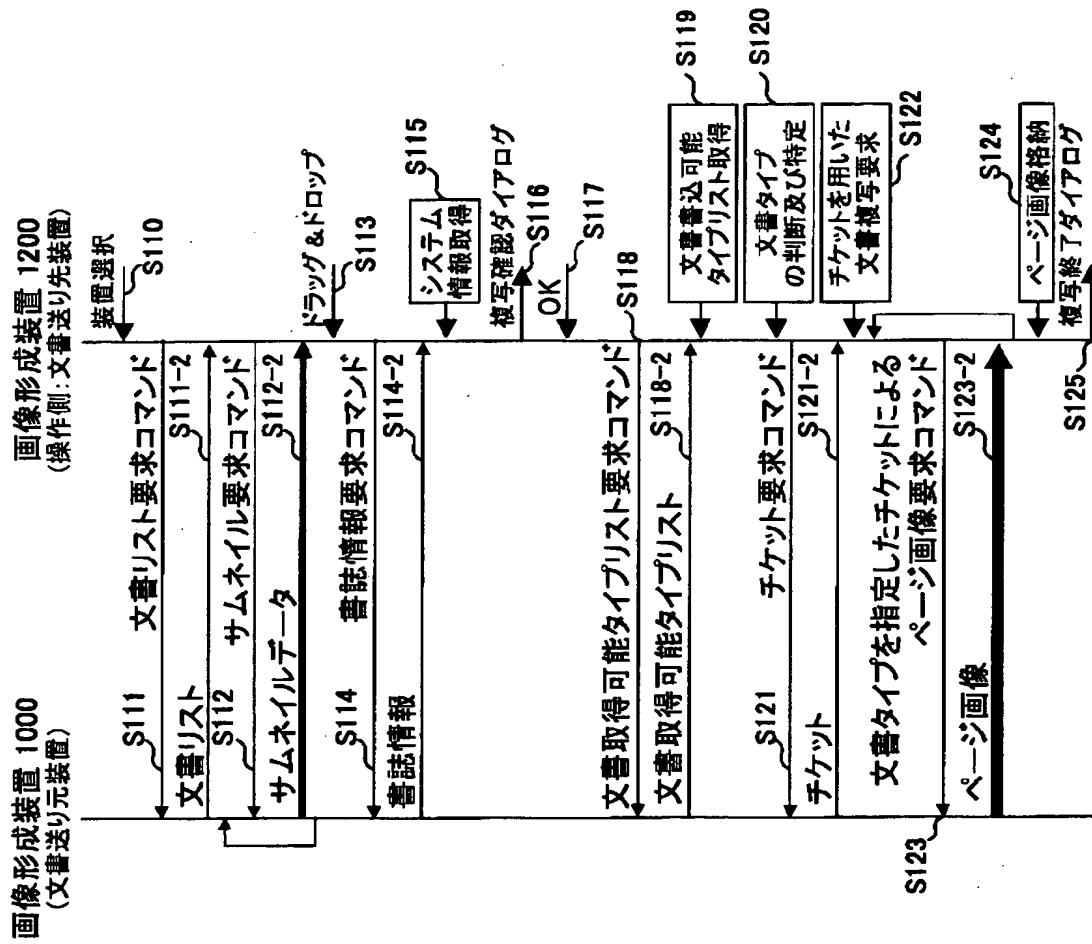 画像形成装置 1000
(文書送り元装置)
画像形成装置 1200
(操作側:文書送り先装置)
装置選択
S110
S111
文書リスト要求コマンド
文書リスト
S111-2
S112
サムネイル要求コマンド
サムネイルデータ
S112-2
ドラッグ&ドロップ
S113
S114
書誌情報要求コマンド
書誌情報
S114-2
システム
情報取得
S115
複写確認ダイアログ
S116
OK
S117
文書取得可能タイプリスト要求コマンド
S118
文書取得可能タイプリスト
S118-2
文書書込可能
タイプリスト取得
S119
文書タイプ
の判断及び特定
S120
S121
チケット要求コマンド
チケット
S121-2
チケットを用いた
文書複写要求
S122
文書タイプを指定したチケットによる
ページ画像要求コマンド
S123
ページ画像
S123-2
ページ画像格納
S124
複写終了ダイアログ
S125